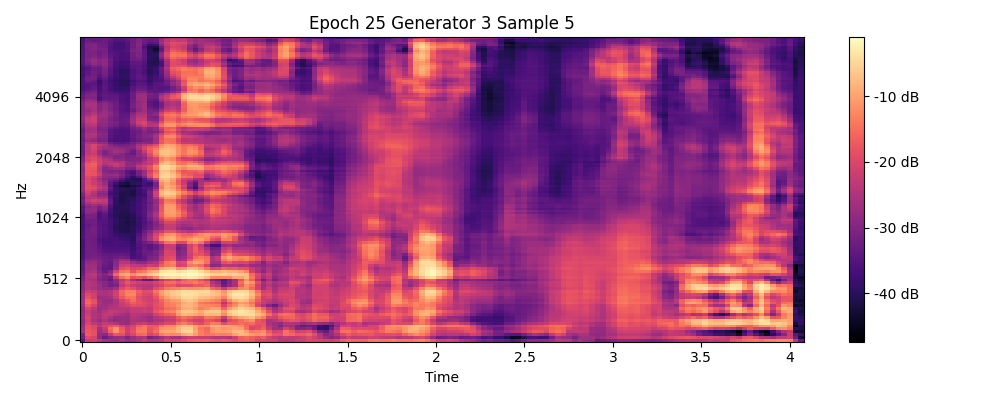 Epoch 25 Generator 3 Sample 5
Hz
4096
2048
1024
512
0
0 0.5 1 1.5 2 2.5 3 3.5 4
Time
-10 dB
-20 dB
-30 dB
-40 dB